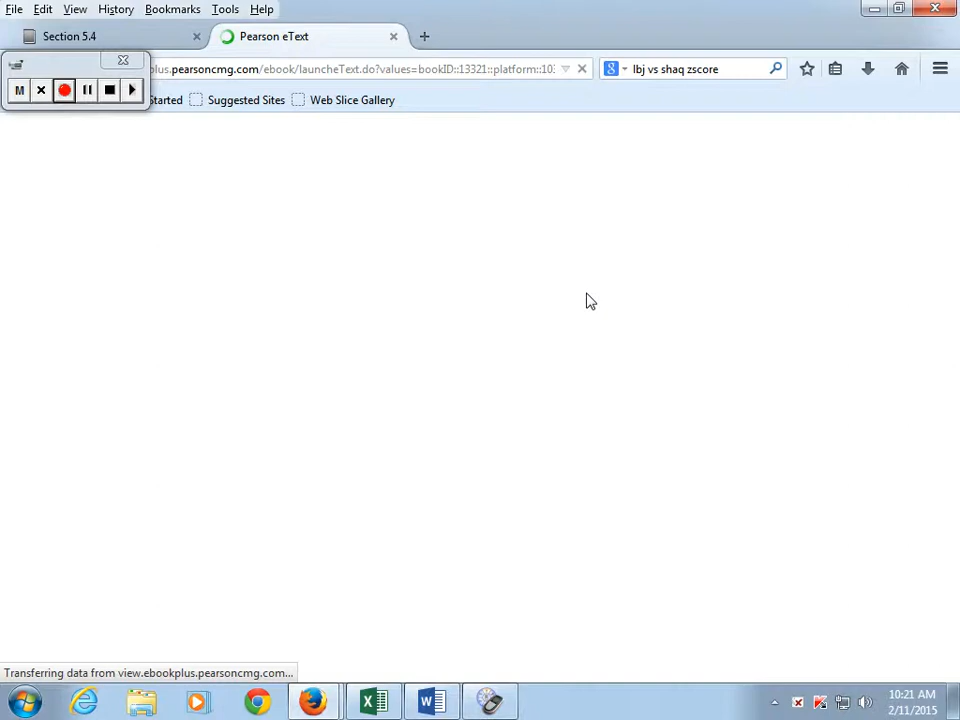 File Edit View History Bookmarks Tools Help
Section 5.4
Pearson eText
plus.pearsoncmg.com/ebook/launcheText.do?values=bookID::13321::platform::10
lbj vs shaq zscore
M
Started
Suggested Sites
Web Slice Gallery
Transferring data from view.ebookplus.pearsoncmg.com...
10:21 AM
2/11/2015